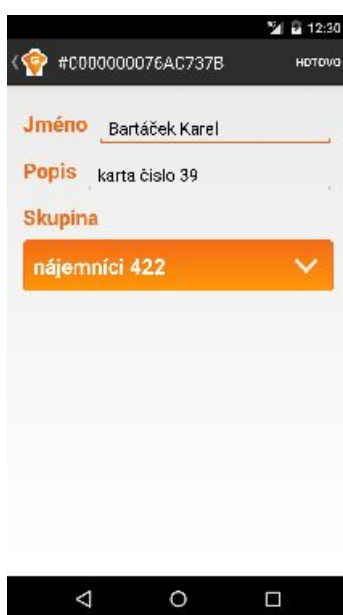 12:30
#C000000076AC737B HOTOVO
Jméno Bartáček Karel
Popis karta čislo 39
Skupina
nájemníci 422